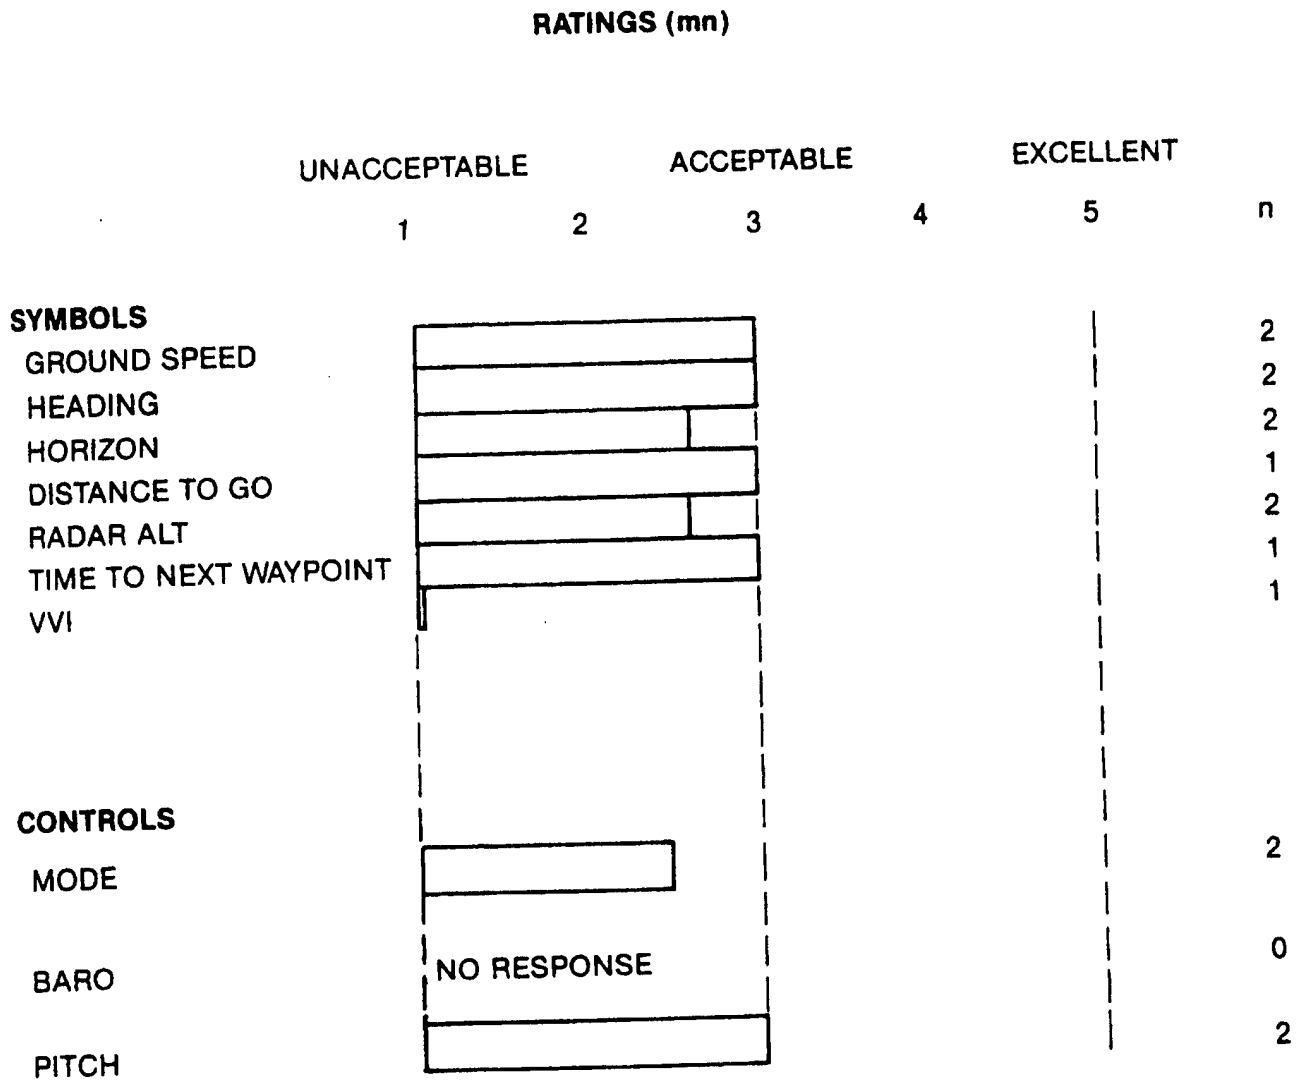 RATINGS (mn)
UNACCEPTABLE ACCEPTABLE EXCELLENT
1 2 3 4 5 n
SYMBOLS
GROUND SPEED 2
HEADING 2
HORIZON 2
DISTANCE TO GO 1
RADAR ALT 2
TIME TO NEXT WAYPOINT 1
VVI 1
CONTROLS
MODE 2
BARO NO RESPONSE 0
PITCH 2